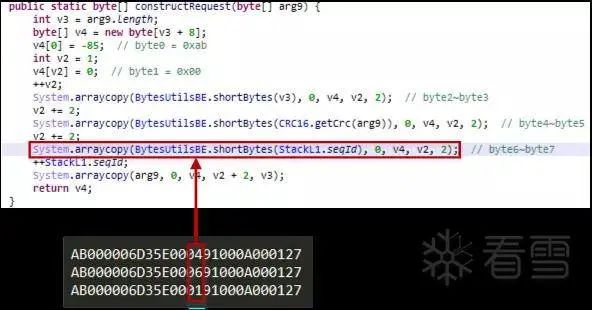 public static byte[] constructRequest(byte[] arg9) {
int v3 = arg9.length;
byte[] v4 = new byte[v3 + 8];
v4[0] = -85; // byte0 = 0xab
int v2 = 1;
v4[v2] = 0; // byte1 = 0x00
++v2;
System.arraycopy(BytesUtilsBE.shortBytes(v3), 0, v4, v2, 2); // byte2~byte3
v2 += 2;
System.arraycopy(BytesUtilsBE.shortBytes(CRC16.getCrc(arg9)), 0, v4, v2, 2); // byte4~byte5
v2 += 2;
System.arraycopy(BytesUtilsBE.shortBytes(StackL1.seqId), 0, v4, v2, 2); // byte6~byte7
++StackL1.seqId;
System.arraycopy(arg9, 0, v4, v2 + 2, v3);
return v4;
}
AB000006D35E000491000A000127
AB000006D35E000691000A000127
AB000006D35E000191000A000127
看雪